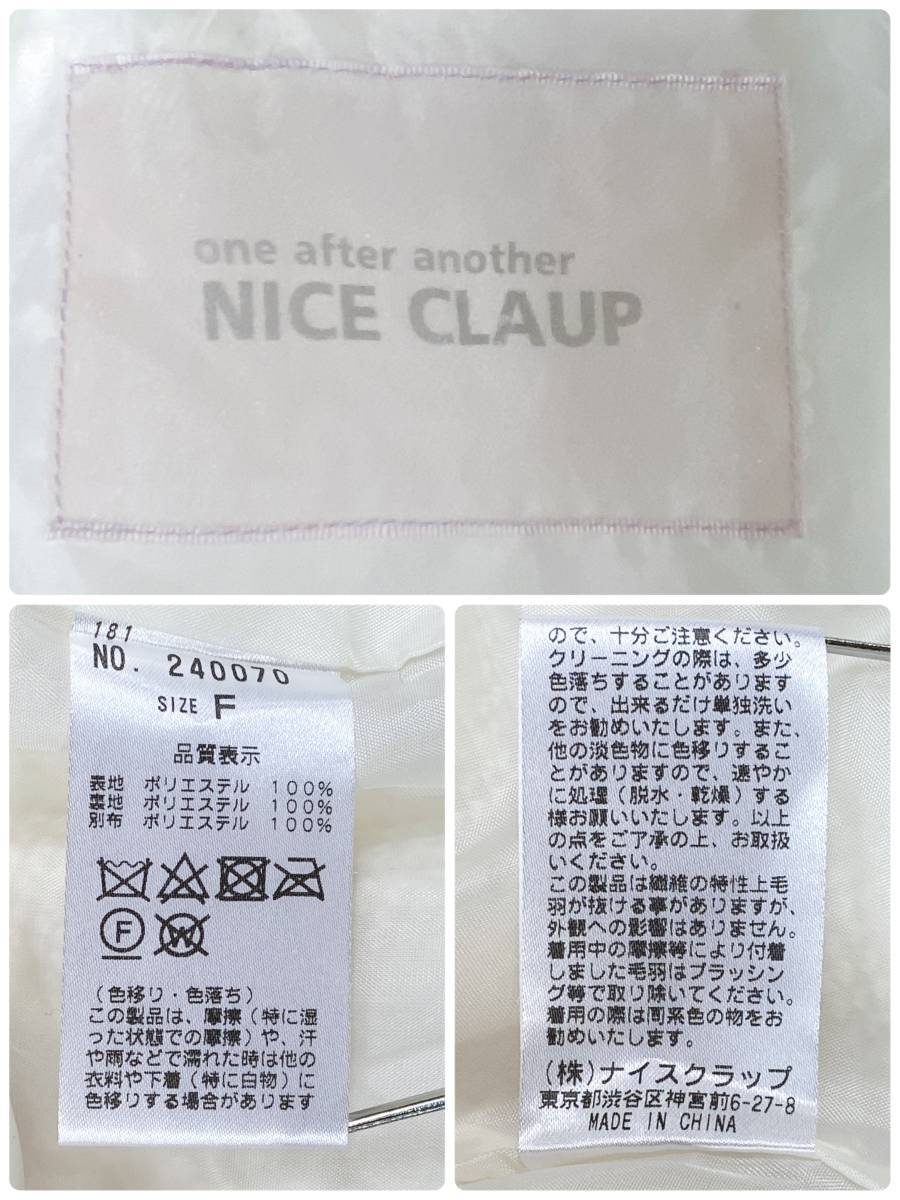 one after another
NICE CLAUP
181
NO. 240070
SIZE F
品質表示
表地 ポリエステル 100%
裏地 ポリエステル 100%
別布 ポリエステル 100%
F
W
(色移り・色落ち)
この製品は、摩擦(特に湿
った状態での摩擦)や、汗
や雨などで濡れた時は他の
衣料や下着(特に白物)に
色移りする場合があります
ので、十分ご注意ください。
クリーニングの際は、多少
色落ちすることがあります
ので、出来るだけ単独洗い
をお勧めいたします。また、
他の淡色物に色移りするこ
とがありますので、速やか
に処理(脱水・乾燥)する
様お願いいたします。以上
の点をご了承の上、お取扱
いください。
この製品は繊維の特性上毛
羽が抜ける事がありますが、
外観への影響はありません。
着用中の摩擦等により付着
しました毛羽はブラッシン
グ等で取り除いてください。
着用の際は同系色の物をお
勧めいたします。
(株)ナイスクラップ
東京都渋谷区神宮前6-27-8
MADE IN CHINA